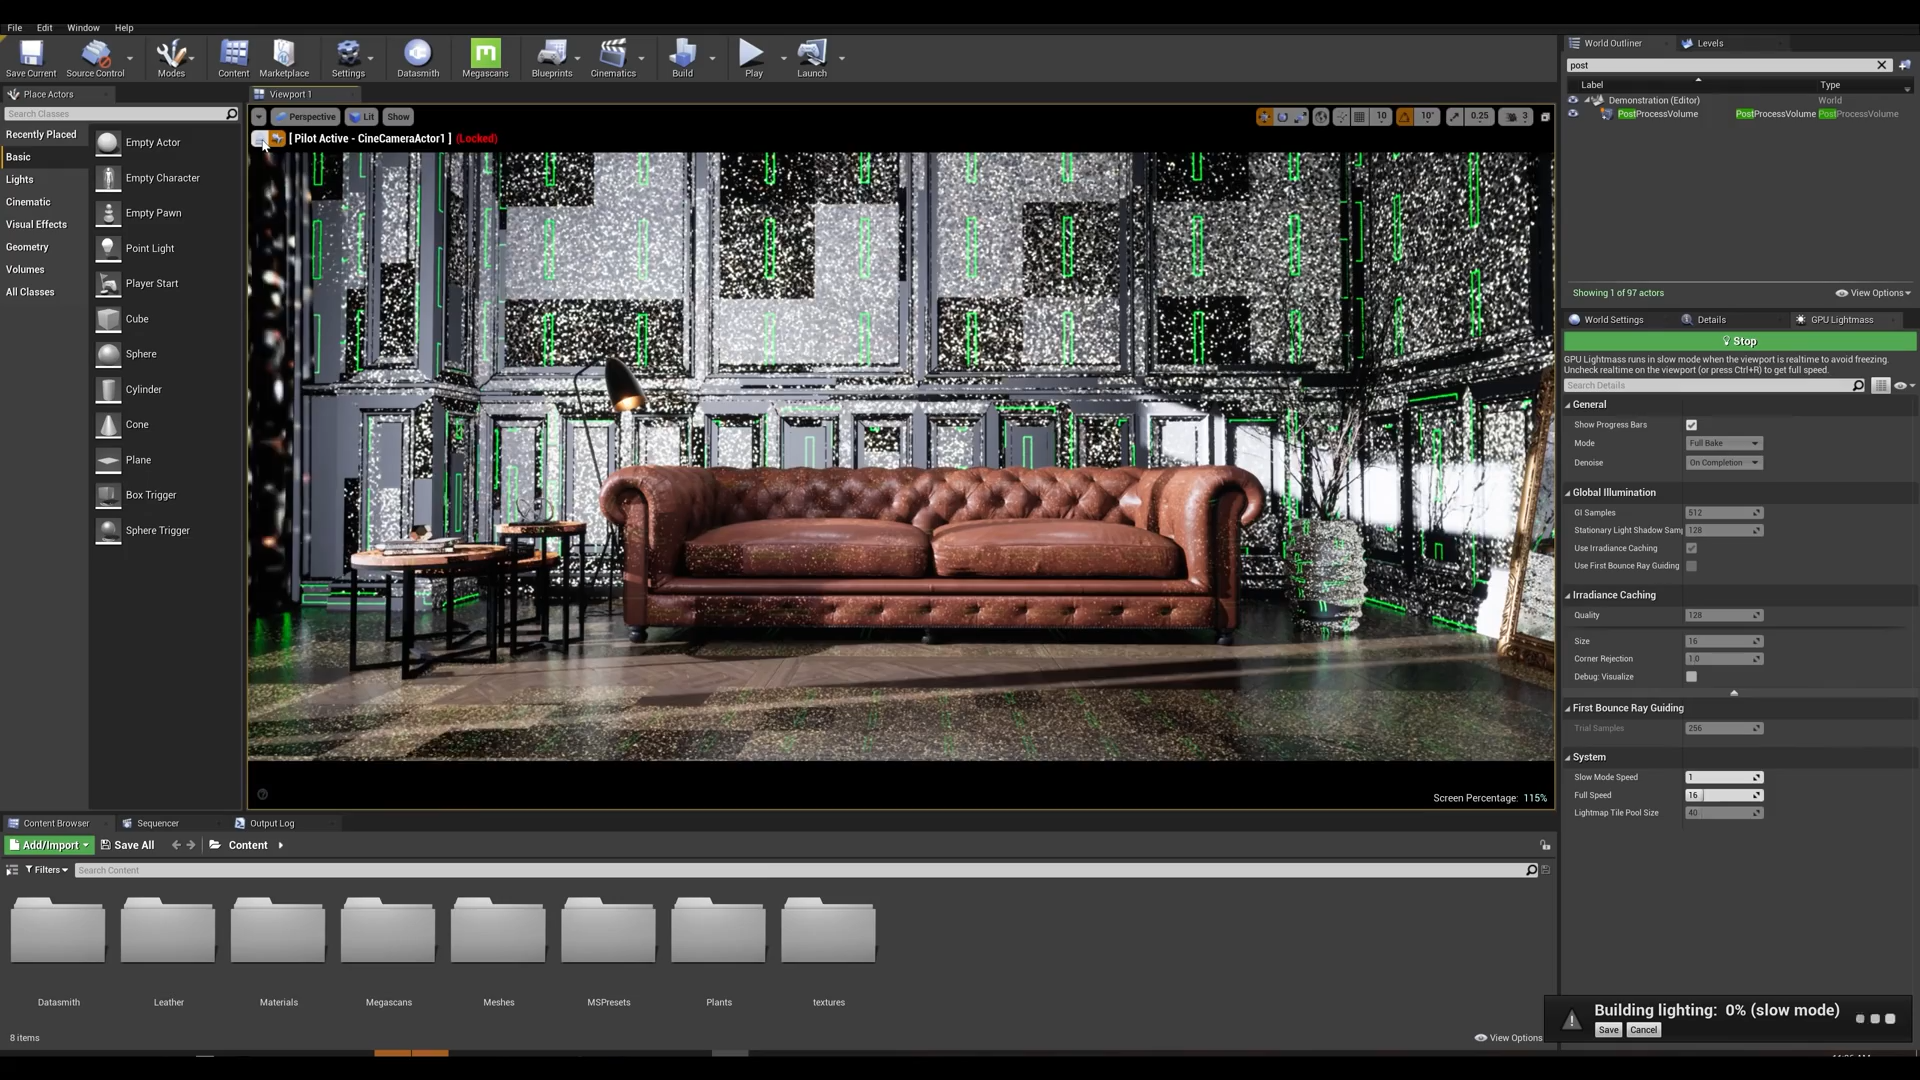 File Edit Window Help
Save Current Source Control Modes Content Marketplace Settings Datasmith Megascans Blueprints Cinematics Build Play Launch
Place Actors
Search Classes
Recently Placed
Basic
Lights
Cinematic
Visual Effects
Geometry
Volumes
All Classes
Empty Actor
Empty Character
Empty Pawn
Point Light
Player Start
Cube
Sphere
Cylinder
Cone
Plane
Box Trigger
Sphere Trigger
Viewport 1
Perspective Lit Show
10 10° 0.25 3
[ Pilot Active - CineCameraActor1 ] (Locked)
Screen Percentage: 115%
World Outliner Levels
post
Label Type
Demonstration (Editor) World
PostProcessVolume PostProcessVolume PostProcessVolume
Showing 1 of 97 actors View Options
World Settings Details GPU Lightmass
Stop
GPU Lightmass runs in slow mode when the viewport is realtime to avoid freezing.
Uncheck realtime on the viewport (or press Ctrl+R) to get full speed.
Search Details
General
Show Progress Bars
Mode Full Bake
Denoise On Completion
Global Illumination
GI Samples 512
Stationary Light Shadow Sam 128
Use Irradiance Caching
Use First Bounce Ray Guiding
Irradiance Caching
Quality 128
Size 16
Corner Rejection 1.0
Debug: Visualize
First Bounce Ray Guiding
Trial Samples 256
System
Slow Mode Speed 1
Full Speed 16
Lightmap Tile Pool Size 40
Content Browser Sequencer Output Log
Add/Import Save All Content
Filters Search Content
Datasmith Leather Materials Megascans Meshes MSPresets Plants textures
8 items View Options
Building lighting: 0% (slow mode)
Save Cancel